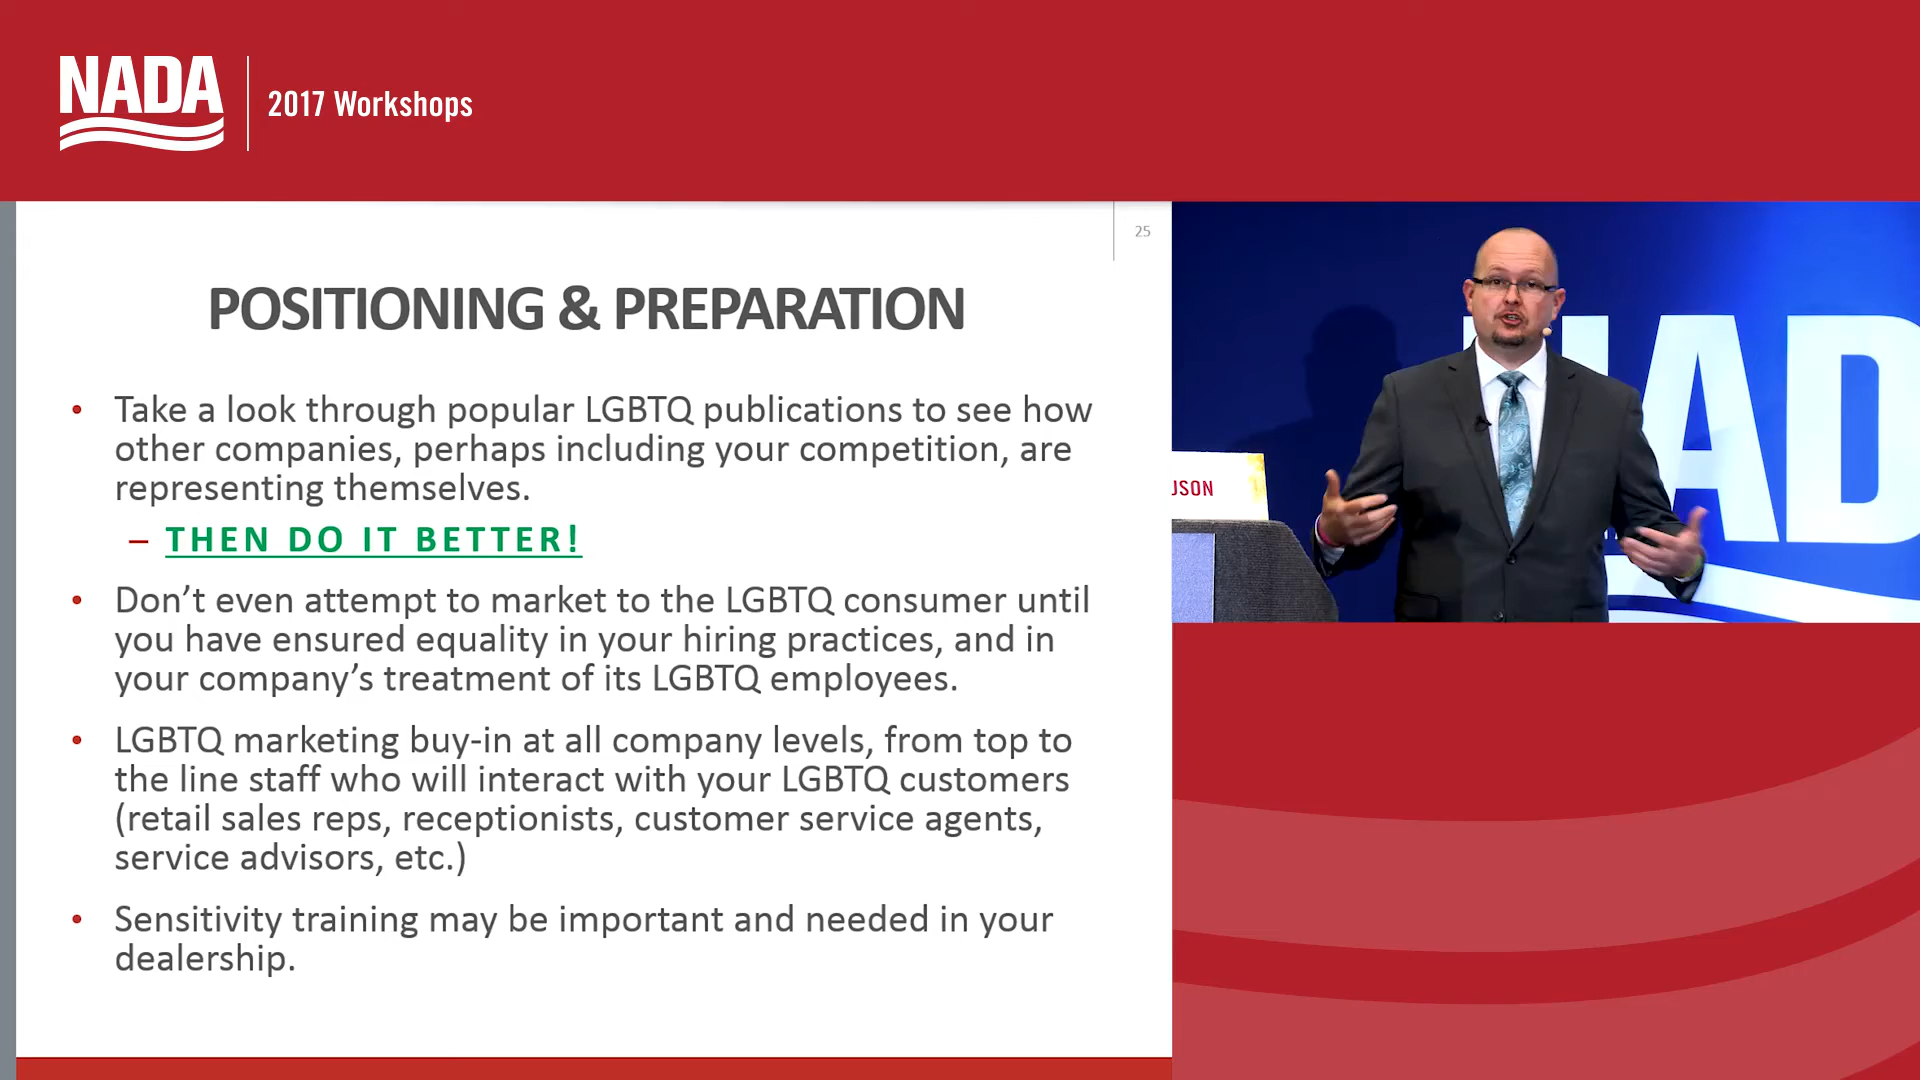 NADA
2017 Workshops
25
POSITIONING & PREPARATION
• Take a look through popular LGBTQ publications to see how
other companies, perhaps including your competition, are
representing themselves.
– THEN DO IT BETTER!
• Don’t even attempt to market to the LGBTQ consumer until
you have ensured equality in your hiring practices, and in
your company’s treatment of its LGBTQ employees.
• LGBTQ marketing buy-in at all company levels, from top to
the line staff who will interact with your LGBTQ customers
(retail sales reps, receptionists, customer service agents,
service advisors, etc.)
• Sensitivity training may be important and needed in your
dealership.
NAD